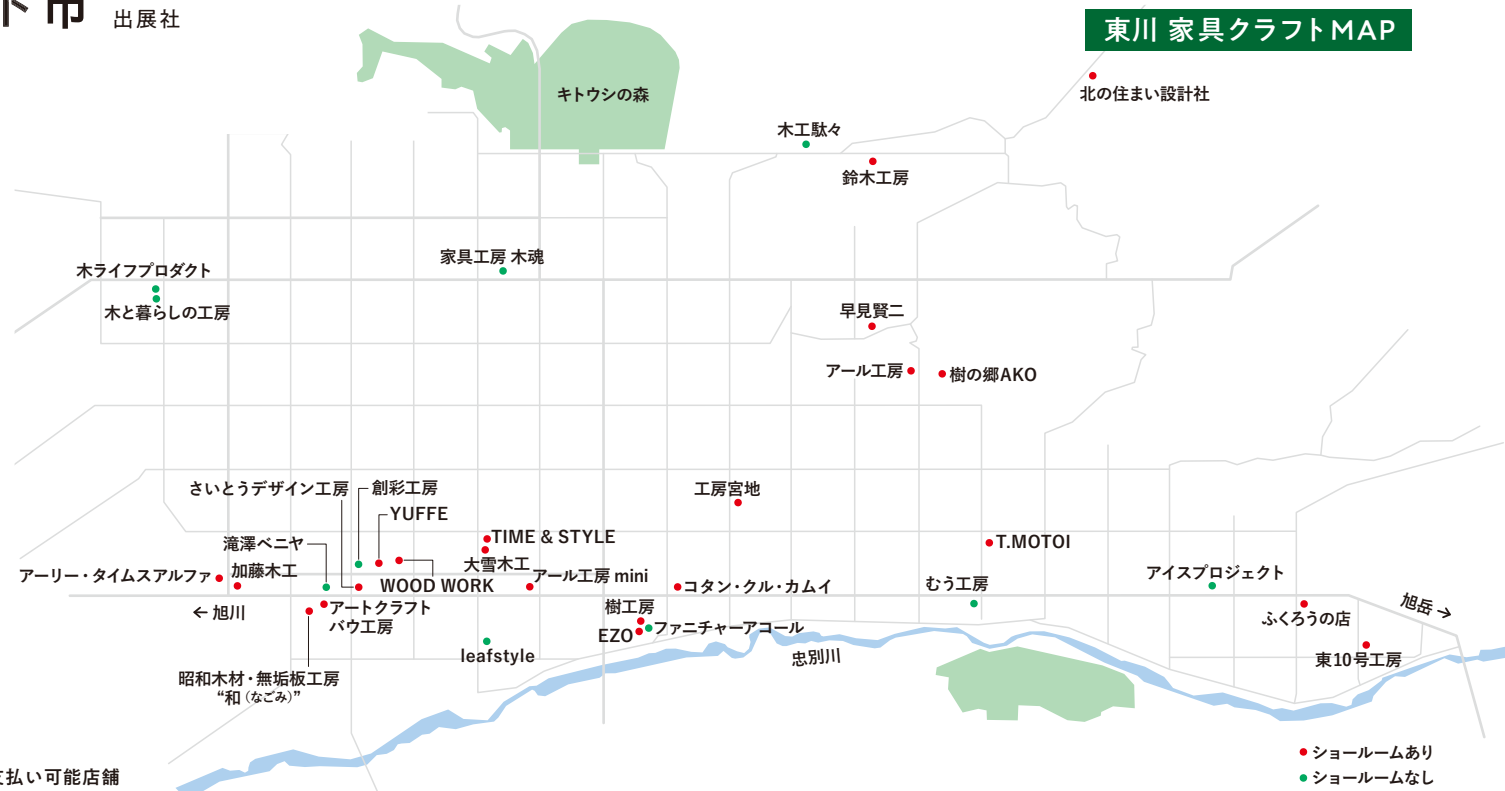 ト市 出展社
東川 家具クラフトMAP
北の住まい設計社
キトウシの森
木工駄々
鈴木工房
家具工房 木魂
木ライフプロダクト
木と暮らしの工房
早見賢二
アール工房
樹の郷AKO
さいとうデザイン工房
創彩工房
工房宮地
YUFFE
滝澤ベニヤ
TIME & STYLE
大雪木工
T.MOTOI
アーリー・タイムスアルファ
加藤木工
WOOD WORK
アール工房 mini
コタン・クル・カムイ
むう工房
アイスプロジェクト
← 旭川
アートクラフト
バウ工房
樹工房
EZO
ファニチャーアコール
ふくろうの店
旭岳 →
leafstyle
忠別川
東10号工房
昭和木材・無垢板工房
“和（なごみ）”
ショールームあり
ショールームなし
払い可能店舗